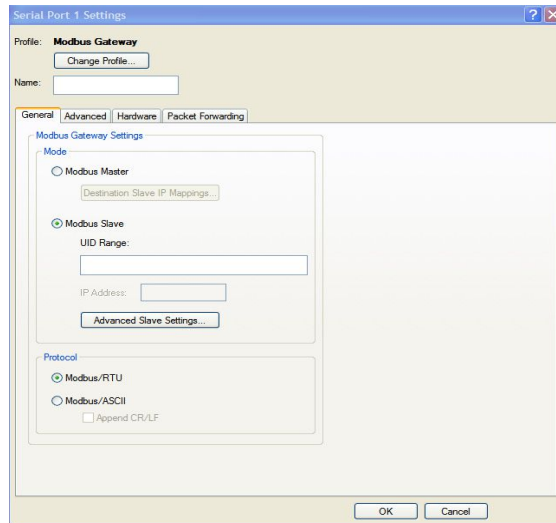 Serial Port 1 Settings
Profile: Modbus Gateway
Change Profile...
Name:
General Advanced Hardware Packet Forwarding
Modbus Gateway Settings
Mode
Modbus Master
Destination Slave IP Mappings...
Modbus Slave
UID Range:
IP Address:
Advanced Slave Settings...
Protocol
Modbus/RTU
Modbus/ASCII
Append CR/LF
OK Cancel